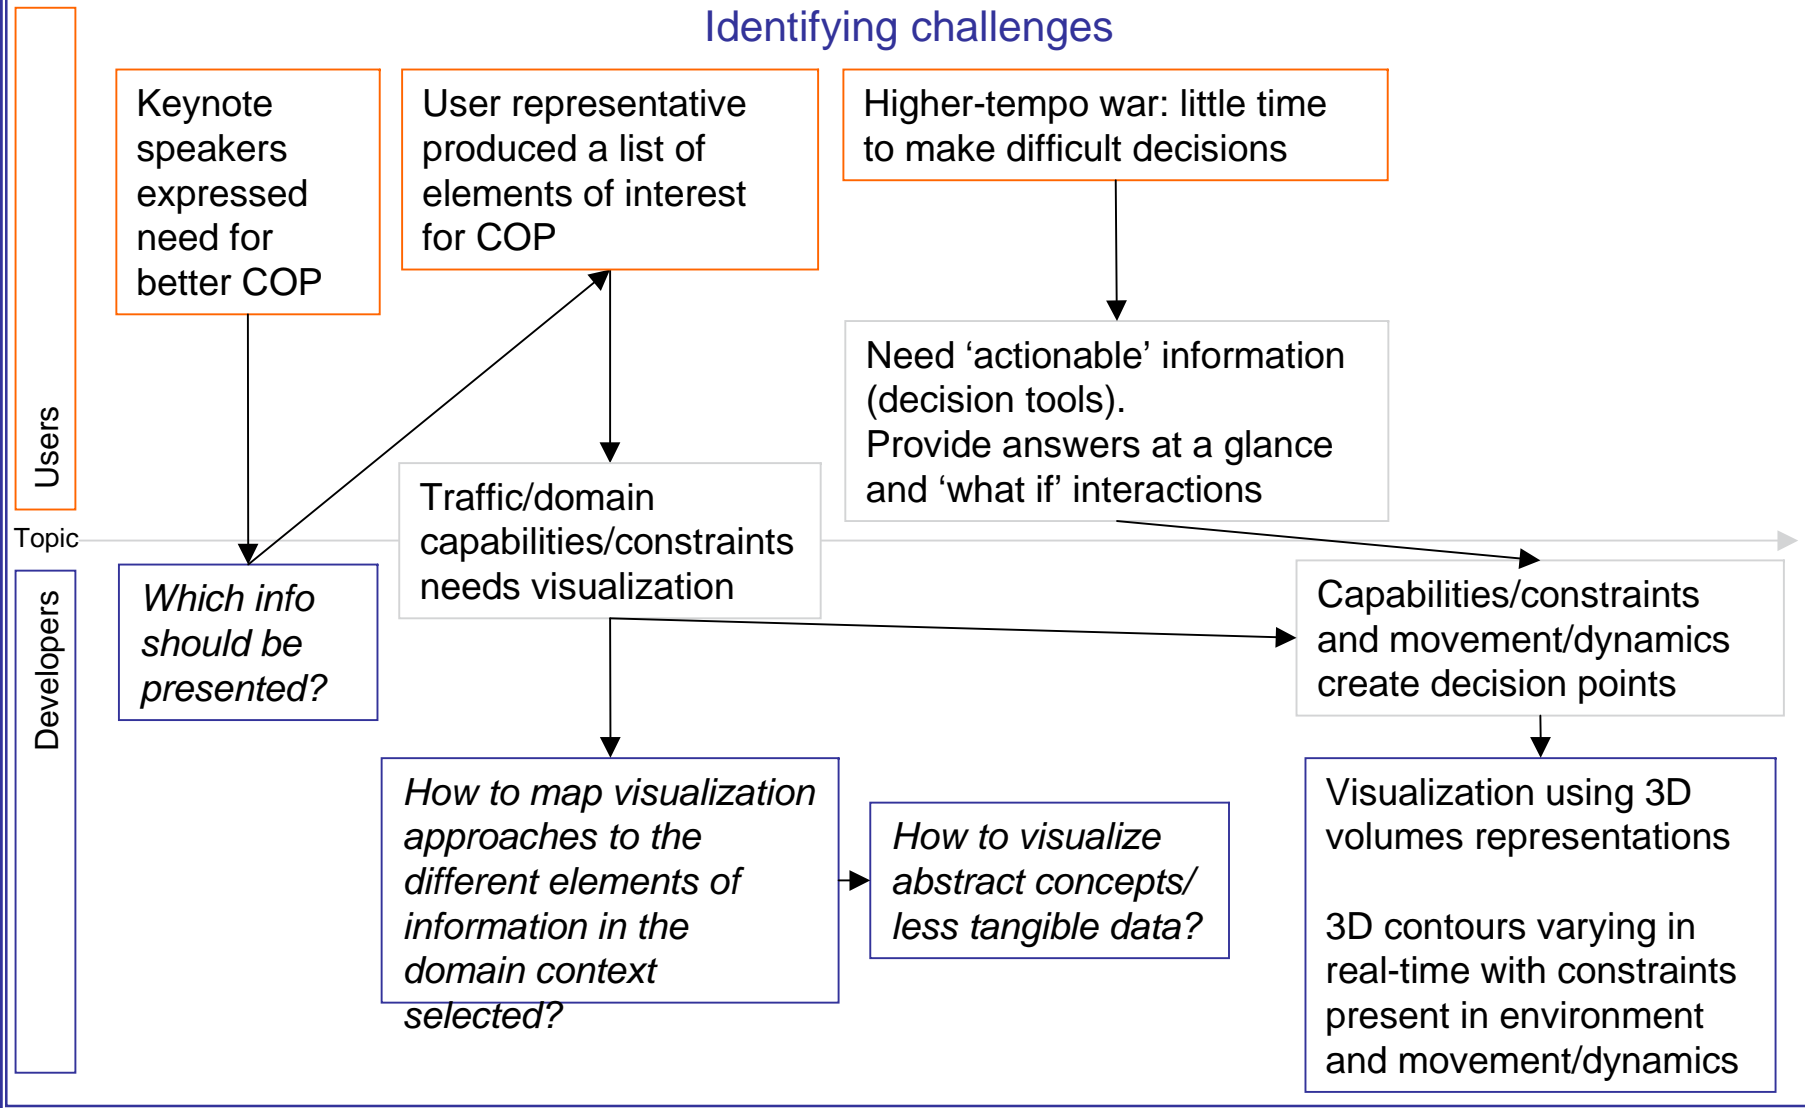 Identifying challenges
Users
Topic
Developers
Keynote
speakers
expressed
need for
better COP
User representative
produced a list of
elements of interest
for COP
Higher-tempo war: little time
to make difficult decisions
Need ‘actionable’ information
(decision tools).
Provide answers at a glance
and ‘what if’ interactions
Traffic/domain
capabilities/constraints
needs visualization
Which info
should be
presented?
Capabilities/constraints
and movement/dynamics
create decision points
How to map visualization
approaches to the
different elements of
information in the
domain context
selected?
How to visualize
abstract concepts/
less tangible data?
Visualization using 3D
volumes representations
3D contours varying in
real-time with constraints
present in environment
and movement/dynamics